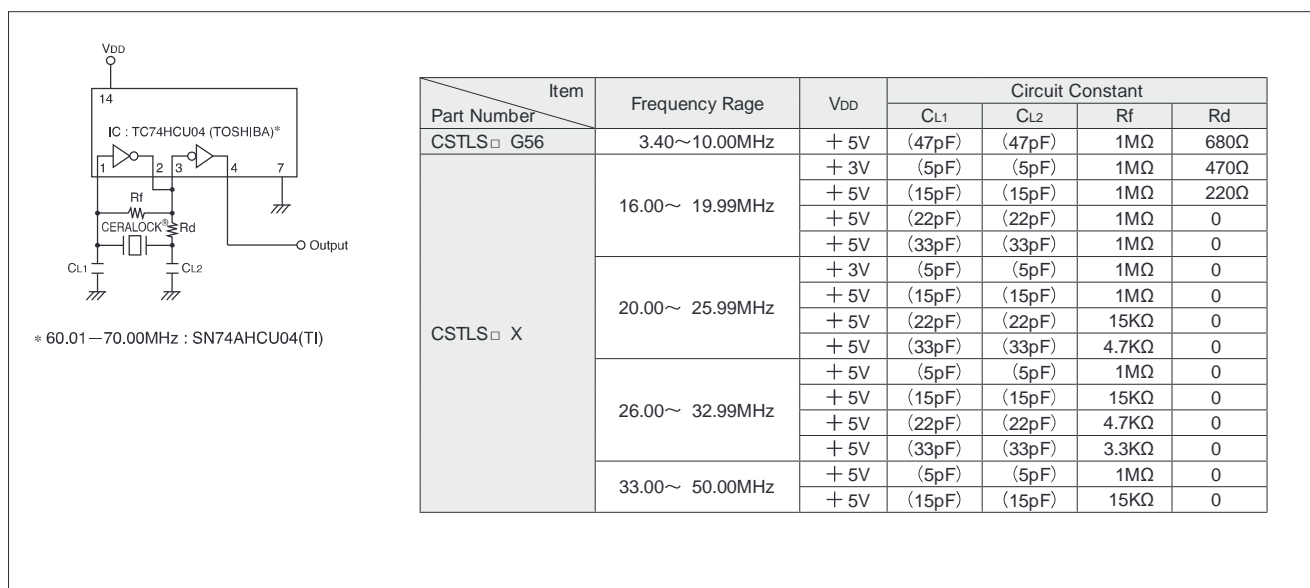 VDD
14
IC : TC74HCU04 (TOSHIBA)*
1 2 3 4 7
Rf
CERALOCK® Rd
Output
CL1 CL2
* 60.01－70.00MHz : SN74AHCU04(TI)
Item Part Number Frequency Rage VDD Circuit Constant
CL1 CL2 Rf Rd
CSTLS□ G56 3.40～10.00MHz ＋5V (47pF) (47pF) 1MΩ 680Ω
CSTLS□ X
16.00～ 19.99MHz
＋3V (5pF) (5pF) 1MΩ 470Ω
＋5V (15pF) (15pF) 1MΩ 220Ω
＋5V (22pF) (22pF) 1MΩ 0
＋5V (33pF) (33pF) 1MΩ 0
20.00～ 25.99MHz
＋3V (5pF) (5pF) 1MΩ 0
＋5V (15pF) (15pF) 1MΩ 0
＋5V (22pF) (22pF) 15KΩ 0
＋5V (33pF) (33pF) 4.7KΩ 0
26.00～ 32.99MHz
＋5V (5pF) (5pF) 1MΩ 0
＋5V (15pF) (15pF) 15KΩ 0
＋5V (22pF) (22pF) 4.7KΩ 0
＋5V (33pF) (33pF) 3.3KΩ 0
33.00～ 50.00MHz
＋5V (5pF) (5pF) 1MΩ 0
＋5V (15pF) (15pF) 15KΩ 0